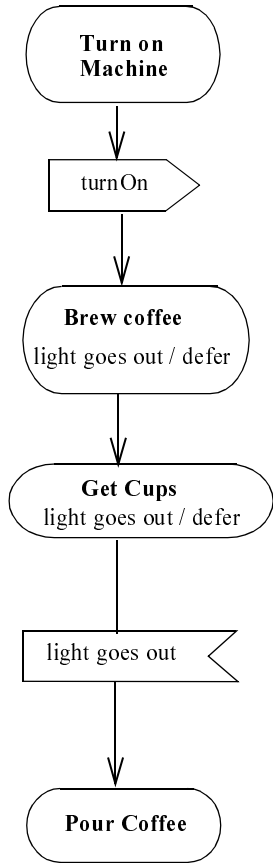 Turn on
Machine
turnOn
Brew coffee
light goes out / defer
Get Cups
light goes out / defer
light goes out
Pour Coffee